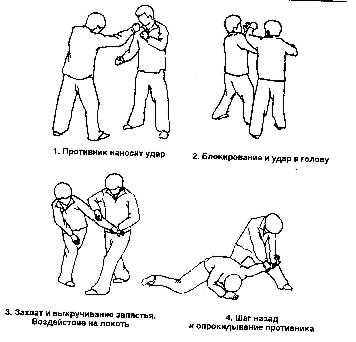 1. Противник наносит удар
2. Блокирование и удар в голову
3. Захват и выкручивание запястья.
Воздействие на локоть
4. Шаг назад
и опрокидывание противника